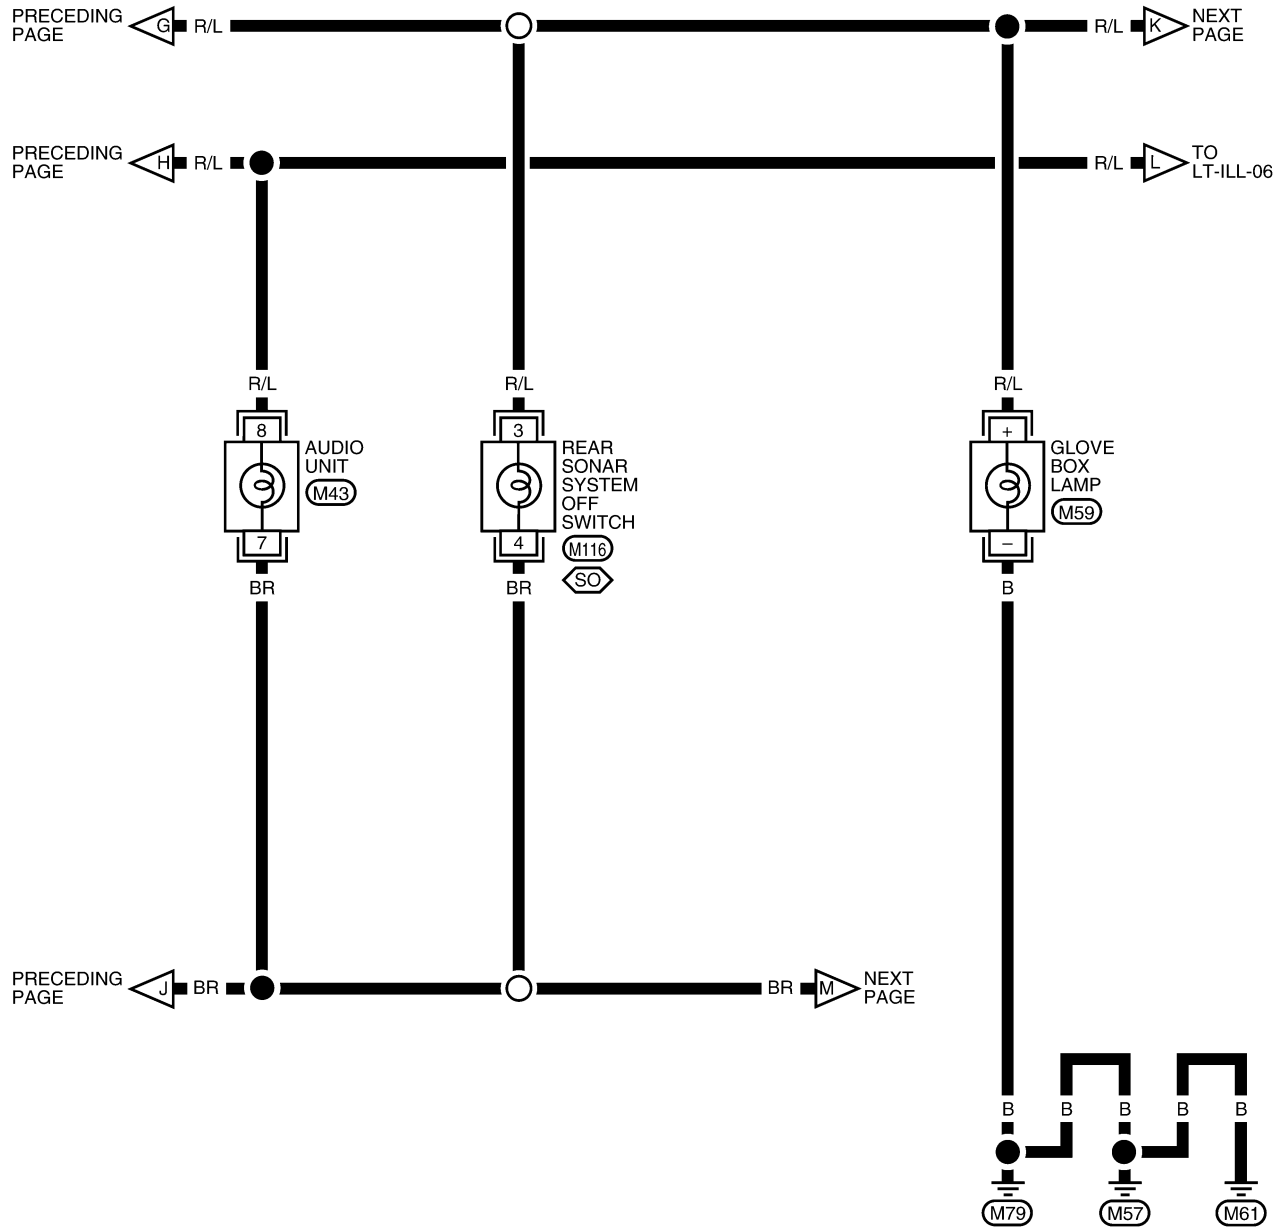 PRECEDING
PAGE
G
R/L
R/L
K
NEXT
PAGE
PRECEDING
PAGE
H
R/L
R/L
L
TO
LT-ILL-06
R/L
R/L
R/L
8
AUDIO
UNIT
M43
7
BR
3
REAR
SONAR
SYSTEM
OFF
SWITCH
M116
SO
4
BR
+
GLOVE
BOX
LAMP
M59
–
B
PRECEDING
PAGE
J
BR
BR
M
NEXT
PAGE
B
B
B
B
B
M79
M57
M61